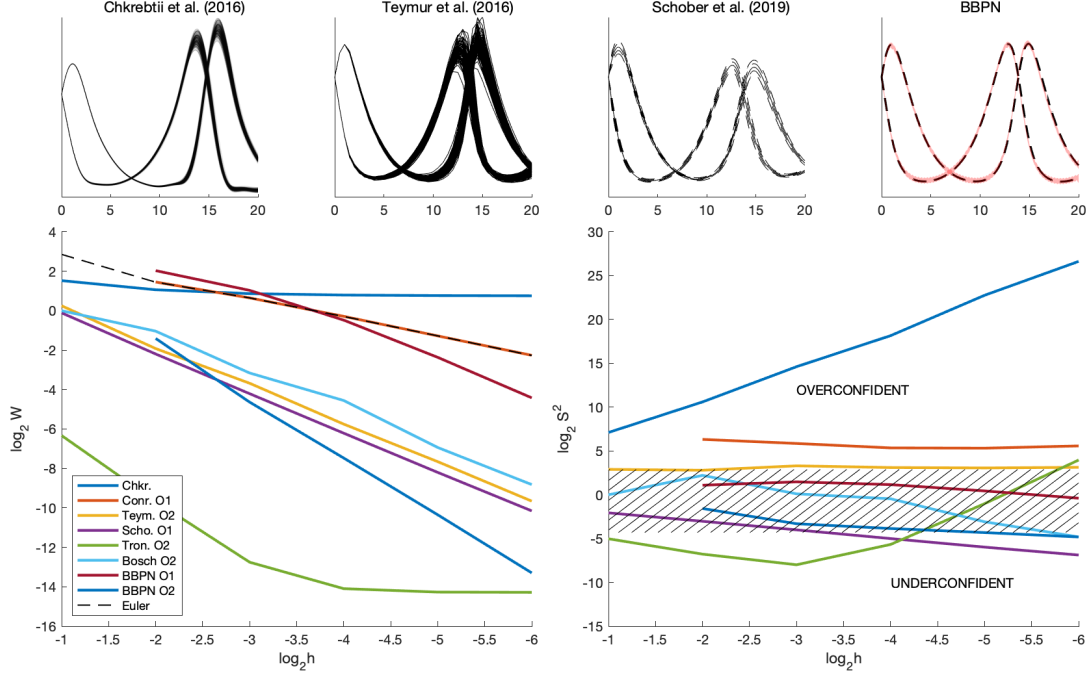 Chkrebtii et al. (2016)
Teymur et al. (2016)
Schober et al. (2019)
BBPN
0 5 10 15 20
0 5 10 15 20
0 5 10 15 20
0 5 10 15 20
4
2
0
-2
-4
-6
-8
-10
-12
-14
-16
log₂ W
Chkr.
Conr. O1
Teym. O2
Scho. O1
Tron. O2
Bosch O2
BBPN O1
BBPN O2
Euler
-1 -1.5 -2 -2.5 -3 -3.5 -4 -4.5 -5 -5.5 -6
log₂h
30
25
20
15
10
5
0
-5
-10
-15
log₂ S²
OVERCONFIDENT
UNDERCONFIDENT
-1 -1.5 -2 -2.5 -3 -3.5 -4 -4.5 -5 -5.5 -6
log₂h